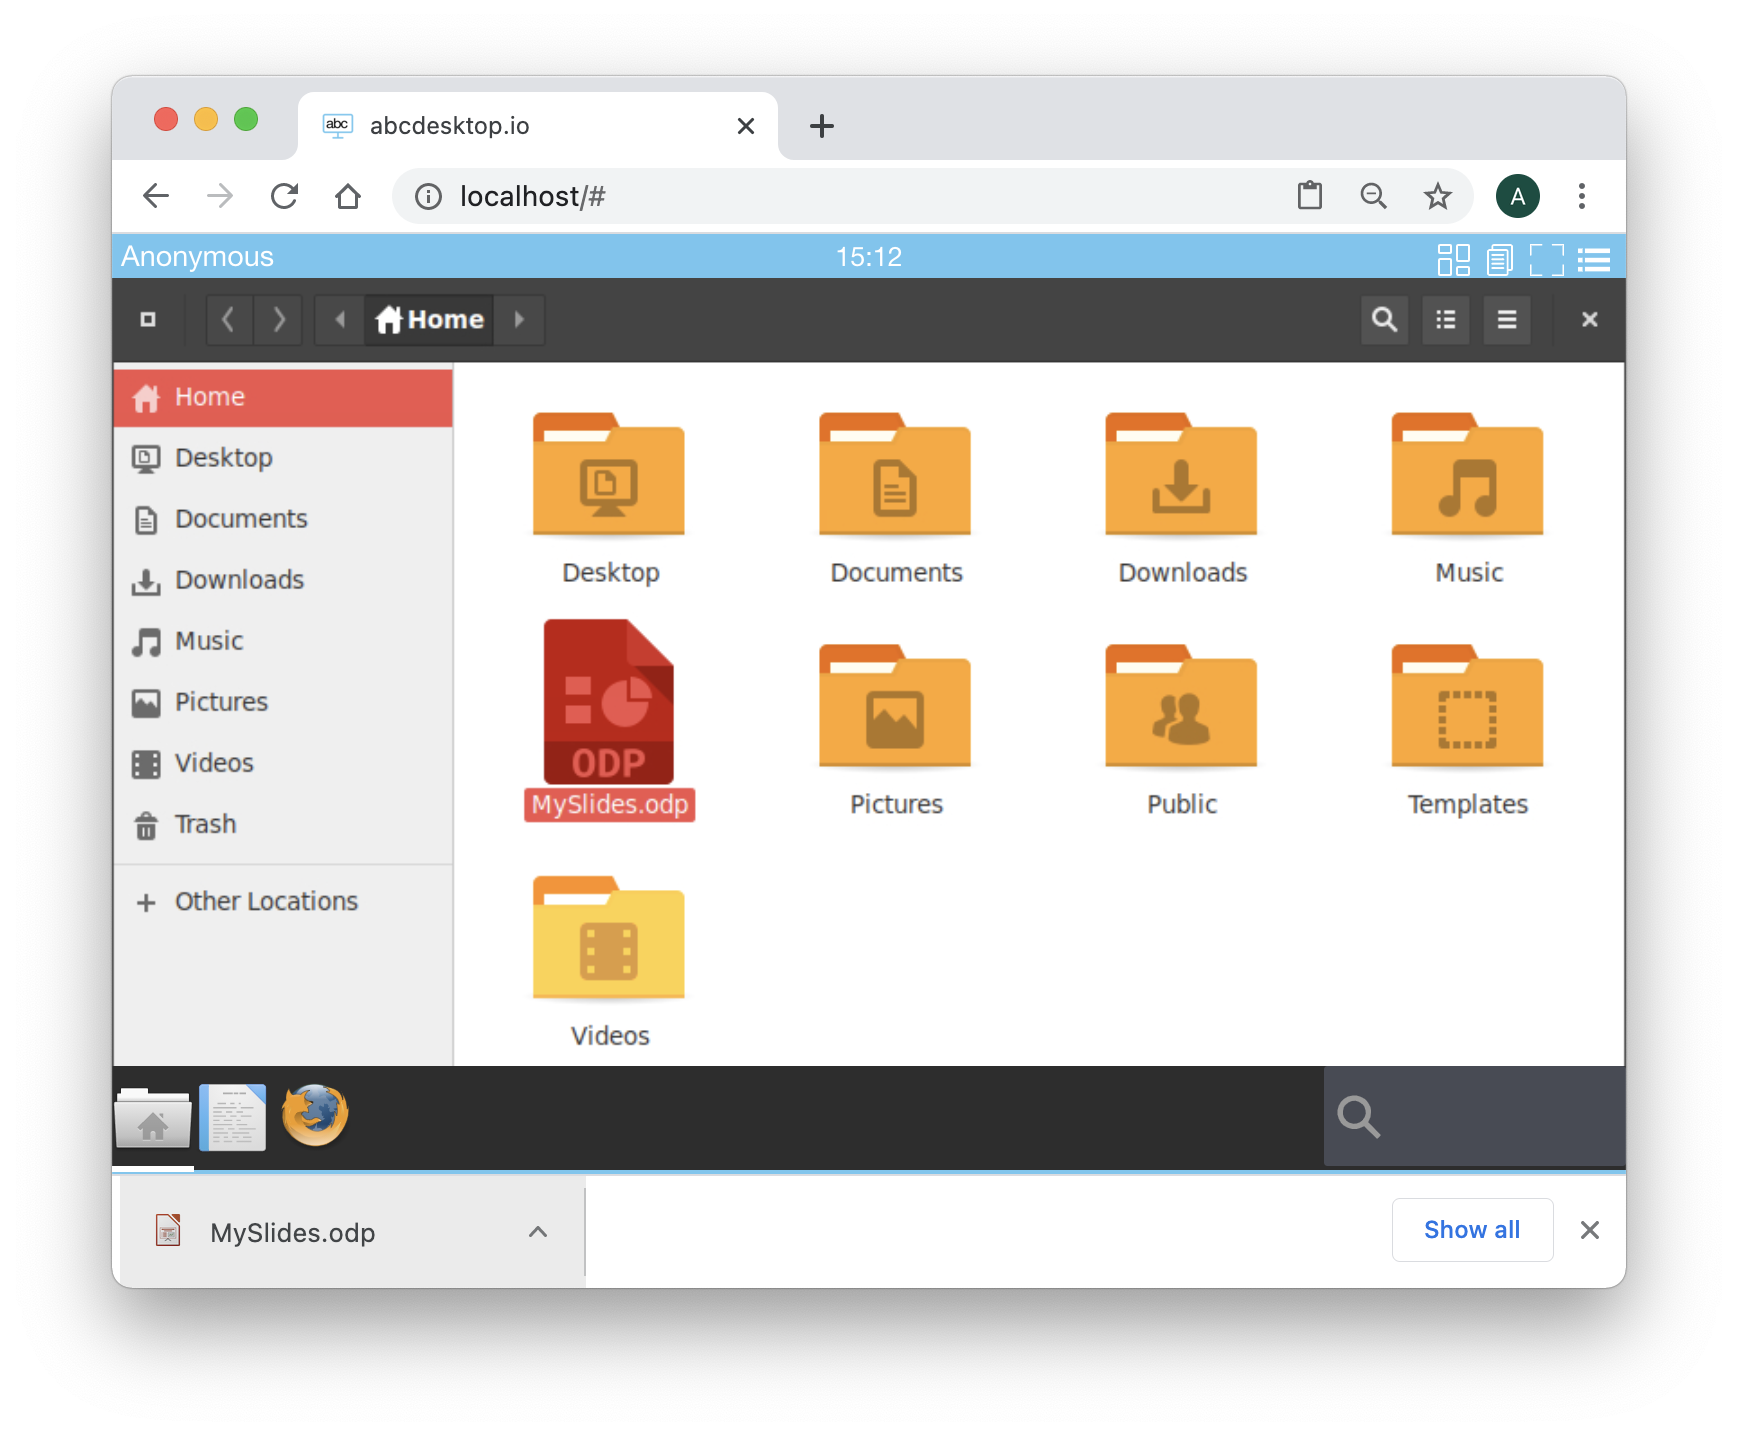 abc abcdesktop.io
localhost/#
A
Anonymous 15:12
Home
Home
Desktop
Documents
Downloads
Music
Pictures
Videos
Trash
Other Locations
Desktop Documents Downloads Music
ODP
MySlides.odp Pictures Public Templates
Videos
MySlides.odp Show all